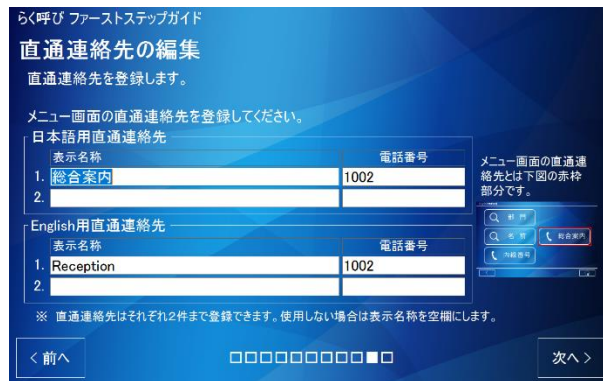 らく呼び ファーストステップガイド
直通連絡先の編集
直通連絡先を登録します。
メニュー画面の直通連絡先を登録してください。
日本語用直通連絡先
表示名称 電話番号
1. 総合案内 1002
2.
English用直通連絡先
表示名称 電話番号
1. Reception 1002
2.
メニュー画面の直通連
絡先とは下図の赤枠
部分です。
部 門
名 前 総合案内
内線番号
※ 直通連絡先はそれぞれ2件まで登録できます。使用しない場合は表示名称を空欄にします。
< 前へ 次へ >